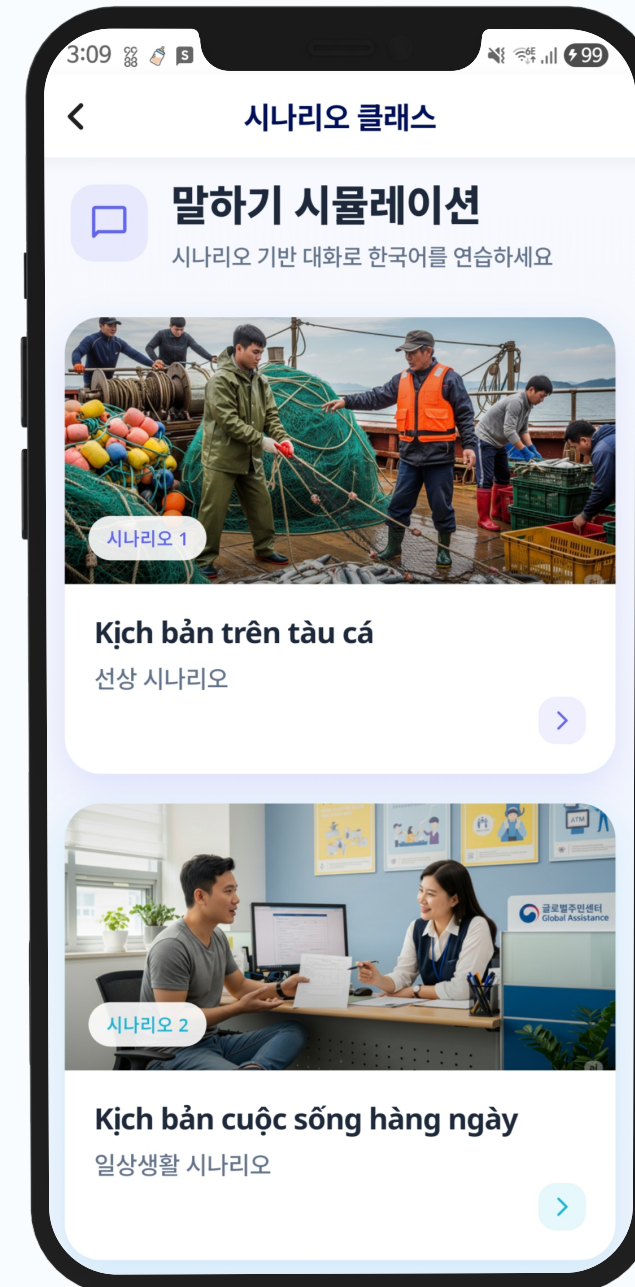 3:09
S
6E
99
시나리오 클래스
말하기 시뮬레이션
시나리오 기반 대화로 한국어를 연습하세요
시나리오 1
Kịch bản trên tàu cá
선상 시나리오
ATM
글로벌주민센터
Global Assistance
시나리오 2
Kịch bản cuộc sống hàng ngày
일상생활 시나리오